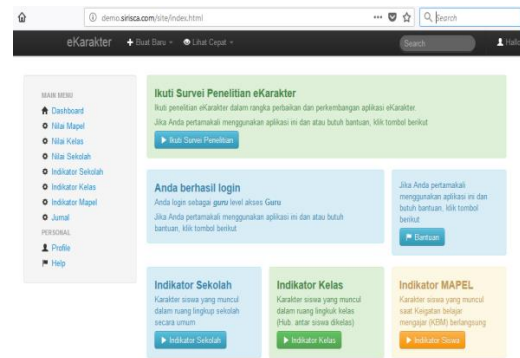 demo.sirisca.com/site/index.html
Search
eKarakter
Buat Baru
Lihat Cepat
Search
Hallo
MAIN MENU
Dashboard
Nilai Mapel
Nilai Kelas
Nilai Sekolah
Indikator Sekolah
Indikator Kelas
Indikator Mapel
Jurnal
PERSONAL
Profile
Help
Ikuti Survei Penelitian eKarakter
Ikuti penelitian eKarakter dalam rangka perbaikan dan perkembangan aplikasi eKarakter.
Jika Anda pertamakali menggunakan aplikasi ini dan atau butuh bantuan, klik tombol berikut
Ikuti Survei Penelitian
Anda berhasil login
Anda login sebagai guru level akses Guru
Jika Anda pertamakali menggunakan aplikasi ini dan atau butuh
bantuan, klik tombol berikut
Jika Anda pertamakali
menggunakan aplikasi ini dan
butuh bantuan, klik tombol
berikut
Bantuan
Indikator Sekolah
Karakter siswa yang muncul
dalam ruang lingkup sekolah
secara umum
Indikator Sekolah
Indikator Kelas
Karakter siswa yang muncul
dalam ruang lingkuk kelas
(Hub. antar siswa dikelas)
Indikator Kelas
Indikator MAPEL
Karakter siswa yang muncul
saat Keigatan belajar
mengajar (KBM) berlangsung
Indikator Siswa